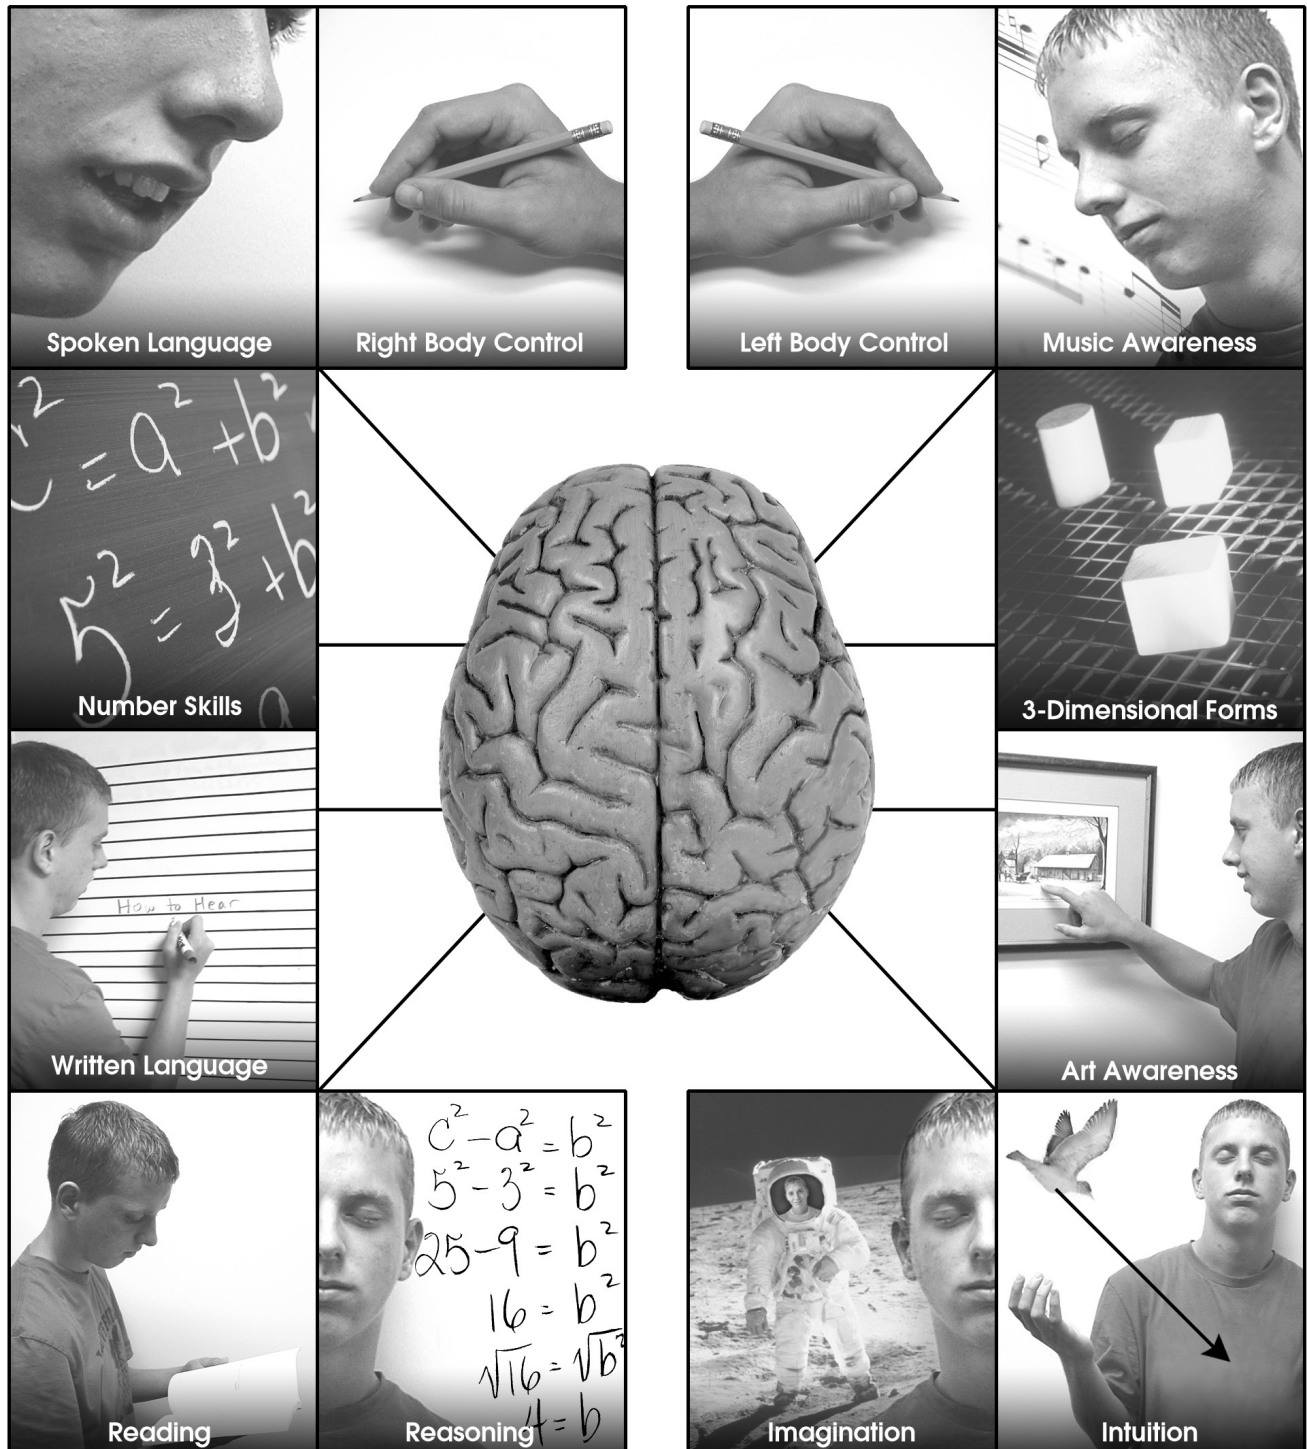 Spoken Language
Right Body Control
Left Body Control
Music Awareness
= a² + b²
5² = 3² + b²
Number Skills
3-Dimensional Forms
How to Hear
Written Language
Art Awareness
c² - a² = b²
5² - 3² = b²
25 - 9 = b²
16 = b²
√16 = √b²
4 = b
Reading
Reasoning
Imagination
Intuition